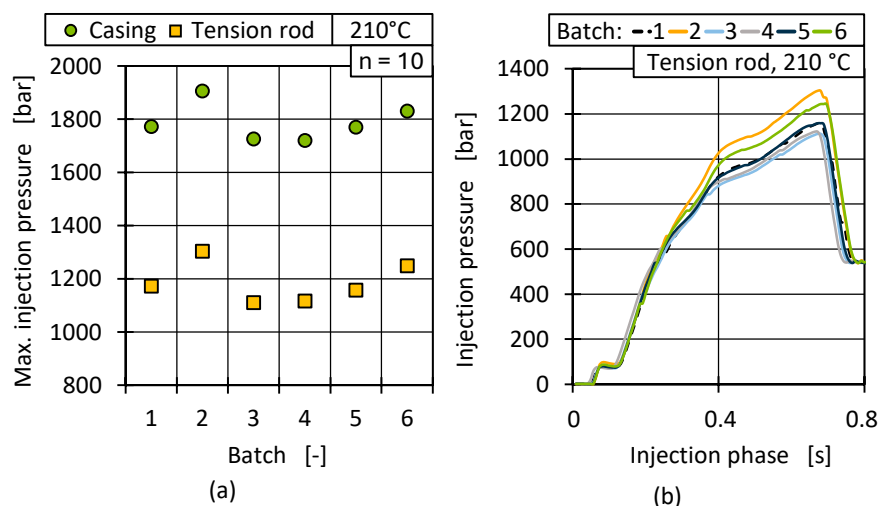 Casing Tension rod 210°C
n = 10
Max. injection pressure [bar]
2000
1800
1600
1400
1200
1000
800
1 2 3 4 5 6
Batch [-]
(a)
Batch: 1 2 3 4 5 6
Tension rod, 210 °C
Injection pressure [bar]
1400
1200
1000
800
600
400
200
0
0 0.4 0.8
Injection phase [s]
(b)